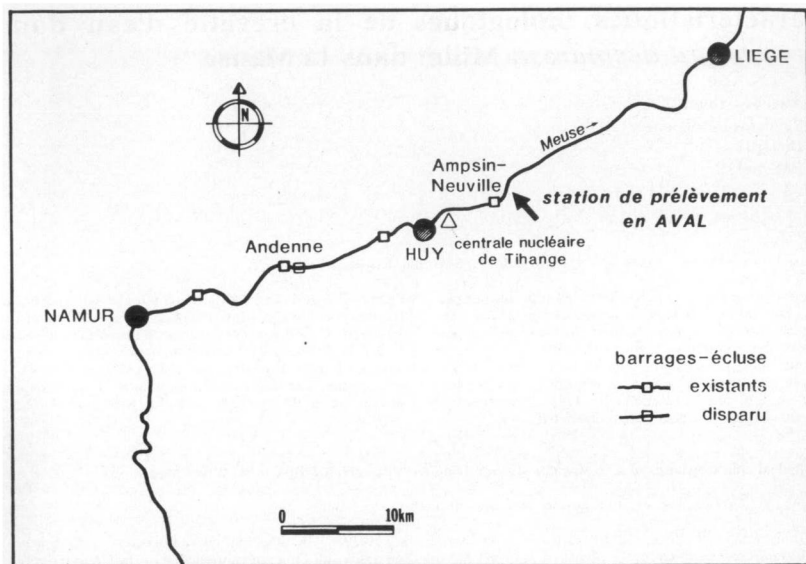 N
LIEGE
Meuse
Ampsin-
Neuville
station de prélèvement
en AVAL
Andenne
HUY
centrale nucléaire
de Tihange
NAMUR
barrages-écluse
existants
disparu
0 10km